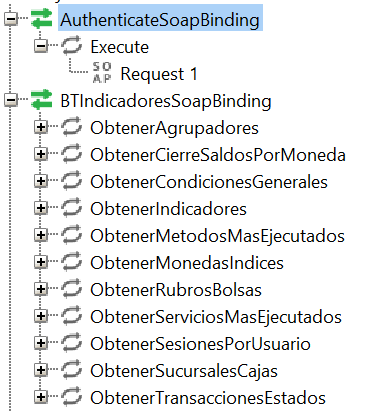 AuthenticateSoapBinding
Execute
SO
AP Request 1
BTIndicadoresSoapBinding
ObtenerAgrupadores
ObtenerCierreSaldosPorMoneda
ObtenerCondicionesGenerales
ObtenerIndicadores
ObtenerMetodosMasEjecutados
ObtenerMonedasIndices
ObtenerRubrosBolsas
ObtenerServiciosMasEjecutados
ObtenerSesionesPorUsuario
ObtenerSucursalesCajas
ObtenerTransaccionesEstados